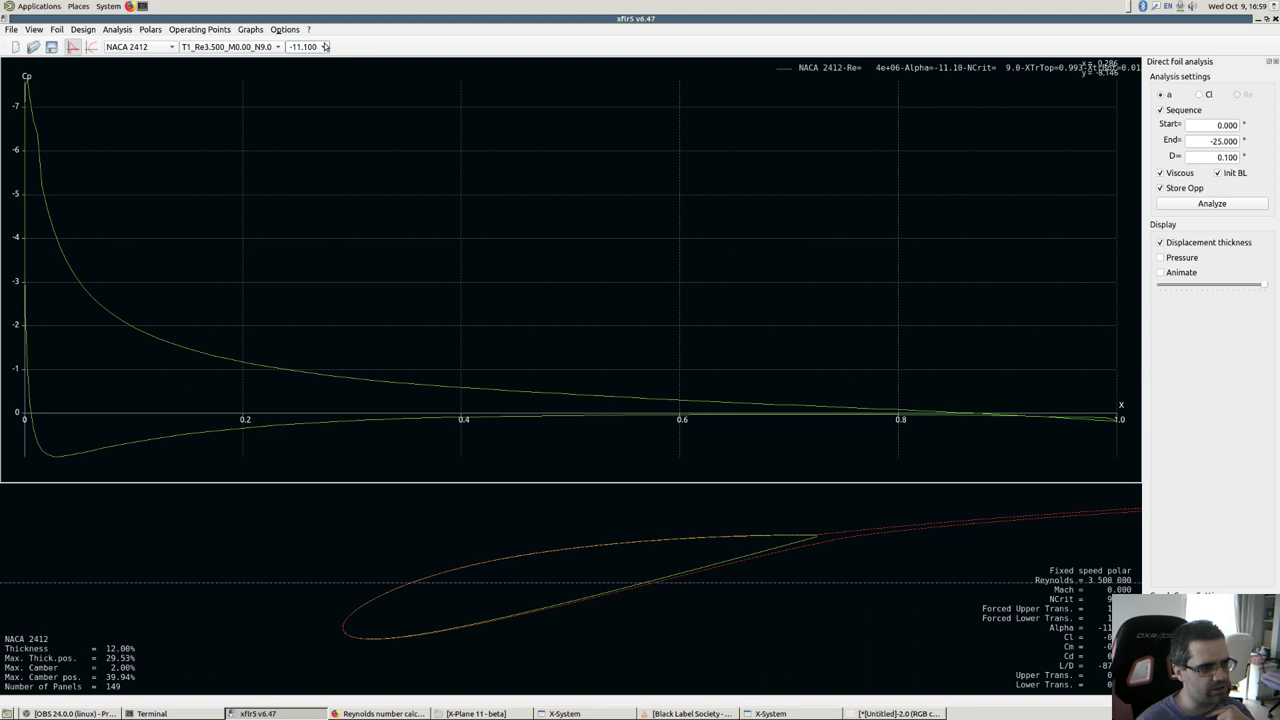 Applications Places System
Wed Oct 9, 16:59
xflr5 v6.47
File View Foil Design Analysis Polars Operating Points Graphs Options ?
NACA 2412 T1_Re3.500_M0.00_N9.0 -11.100
Direct foil analysis
Analysis settings
a Cl Re
Sequence
Start= 0.000 °
End= -25.000 °
D= 0.100 °
Viscous Init BL
Store Opp
Analyze
Display
Displacement thickness
Pressure
Animate
Cp
NACA 2412-Re= 4e+06-Alpha=-11.10-NCrit= 9.0-XTrTop=0.993-
x = 0.286
y = -8.146
-7
-6
-5
-4
-3
-2
-1
0
X
0 0.2 0.4 0.6 0.8 1.0
Fixed speed polar
Reynolds = 3 500 000
Mach = 0.000
NCrit =
Forced Upper Trans. =
Forced Lower Trans. =
Alpha =
Cl =
Cm =
Cd =
L/D =
Upper Trans. =
Lower Trans. =
NACA 2412
Thickness = 12.00%
Max. Thick.pos. = 29.53%
Max. Camber = 2.00%
Max. Camber pos. = 39.94%
Number of Panels = 149
[OBS 24.0.0 (linux) - Pr... Terminal xflr5 v6.47 Reynolds number calc... [X-Plane 11 - beta] X-System [Black Label Society - ... X-System [*[Untitled]-2.0 (RGB c...